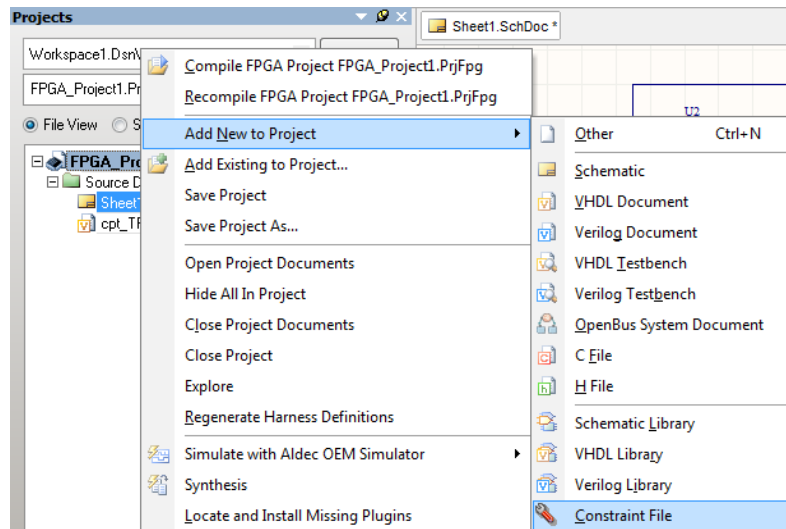 Projects
Sheet1.SchDoc *
Workspace1.Dsn
FPGA_Project1.Pr
File View S
FPGA_Pro
Source D
Sheet
cpt_TF
U2
Compile FPGA Project FPGA_Project1.PrjFpg
Recompile FPGA Project FPGA_Project1.PrjFpg
Add New to Project
Add Existing to Project...
Save Project
Save Project As...
Open Project Documents
Hide All In Project
Close Project Documents
Close Project
Explore
Regenerate Harness Definitions
Simulate with Aldec OEM Simulator
Synthesis
Locate and Install Missing Plugins
Other Ctrl+N
Schematic
VHDL Document
Verilog Document
VHDL Testbench
Verilog Testbench
OpenBus System Document
C File
H File
Schematic Library
VHDL Library
Verilog Library
Constraint File